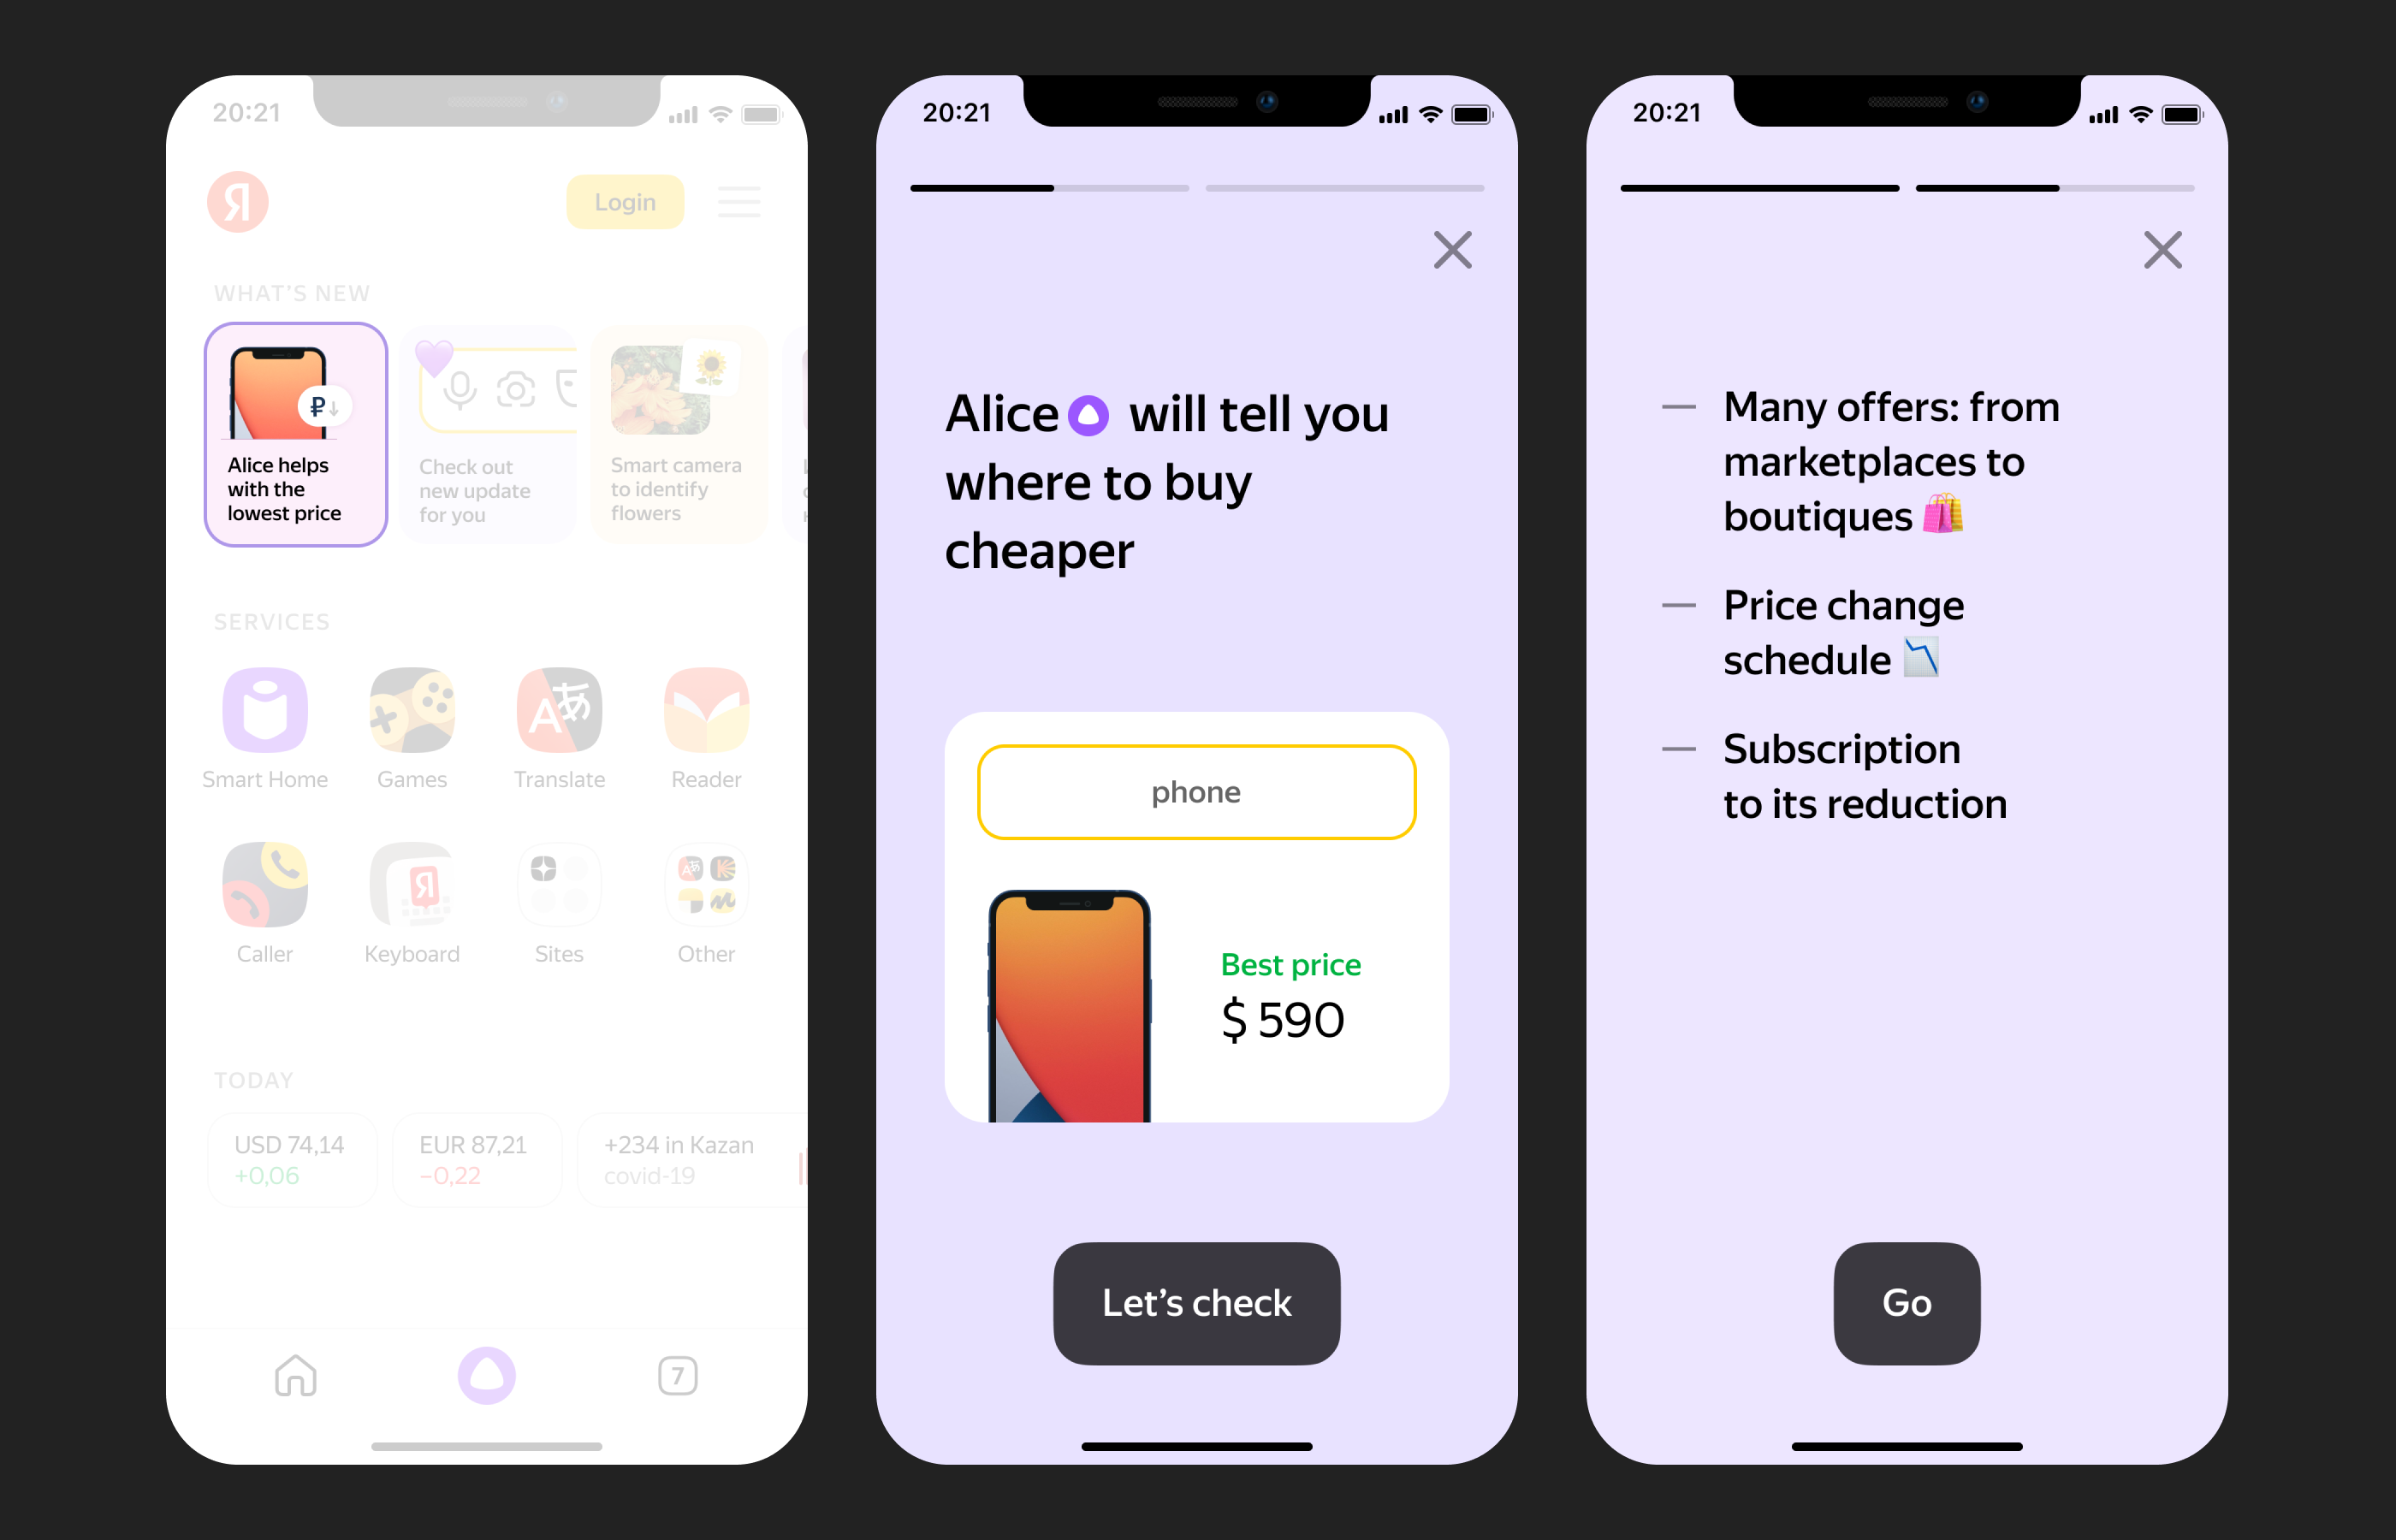 20:21
Я
Login
WHAT'S NEW
₽↓
Alice helps
with the
lowest price
Check out
new update
for you
Smart camera
to identify
flowers
SERVICES
Aあ
Smart Home
Games
Translate
Reader
Я
Caller
Keyboard
Sites
Other
TODAY
USD 74,14
+0,06
EUR 87,21
−0,22
+234 in Kazan
covid-19
7
20:21
Alice will tell you
where to buy
cheaper
phone
Best price
$ 590
Let’s check
20:21
— Many offers: from
marketplaces to
boutiques 🛍️
— Price change
schedule 📉
— Subscription
to its reduction
Go